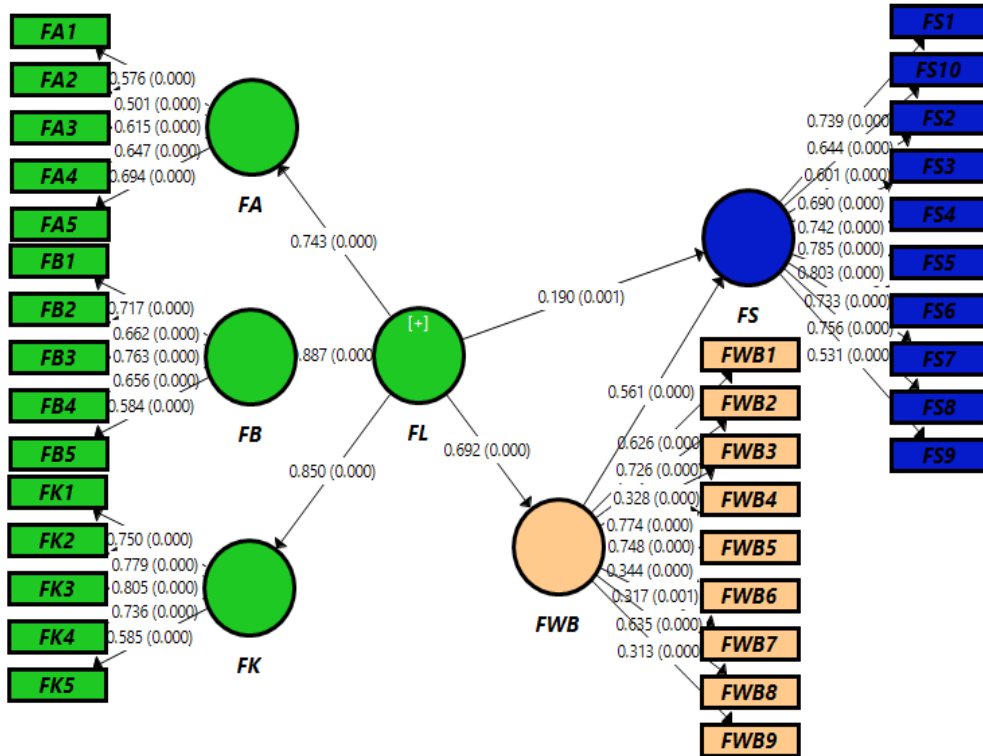 FA1
FA2
FA3
FA4
FA5
0.576 (0.000)
0.501 (0.000)
0.615 (0.000)
0.647 (0.000)
0.694 (0.000)
FA
FB1
FB2
FB3
FB4
FB5
0.717 (0.000)
0.662 (0.000)
0.763 (0.000)
0.656 (0.000)
0.584 (0.000)
FB
FK1
FK2
FK3
FK4
FK5
0.750 (0.000)
0.779 (0.000)
0.805 (0.000)
0.736 (0.000)
0.585 (0.000)
FK
0.743 (0.000)
.887 (0.000
0.850 (0.000)
[+]
FL
0.190 (0.001)
0.692 (0.000)
0.561 (0.000)
FS
0.739 (0.000
0.644 (0.000)
0.601 (0.000
0.690 (0.000)
0.742 (0.000)
0.785 (0.000)
0.803 (0.000)
0.733 (0.000
0.756 (0.000
0.531 (0.000
FS1
FS10
FS2
FS3
FS4
FS5
FS6
FS7
FS8
FS9
FWB
0.626 (0.000
0.726 (0.000)
0.328 (0.000)
0.774 (0.000)
0.748 (0.000)
0.344 (0.000)
0.317 (0.001)
0.635 (0.000)
0.313 (0.000
FWB1
FWB2
FWB3
FWB4
FWB5
FWB6
FWB7
FWB8
FWB9